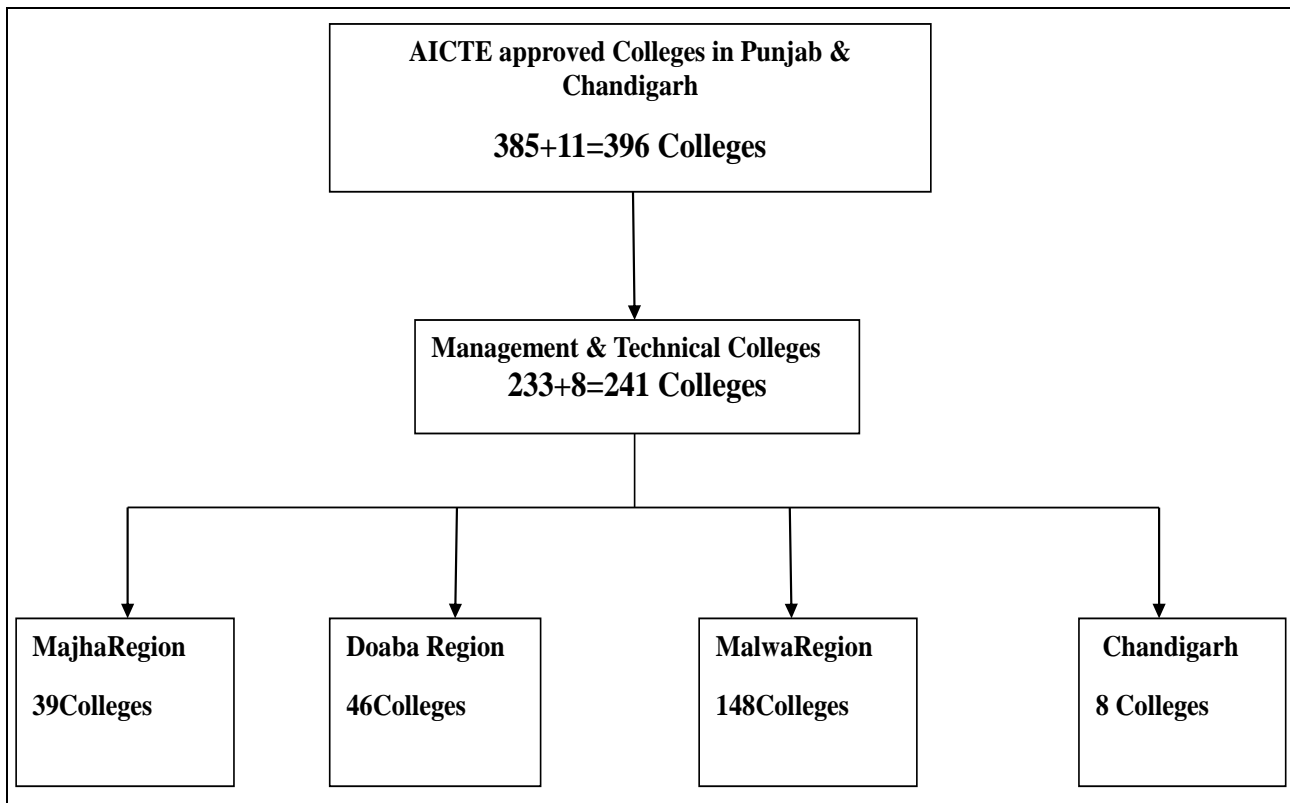 AICTE approved Colleges in Punjab &
Chandigarh
385+11=396 Colleges
Management & Technical Colleges
233+8=241 Colleges
MajhaRegion
39Colleges
Doaba Region
46Colleges
MalwaRegion
148Colleges
Chandigarh
8 Colleges